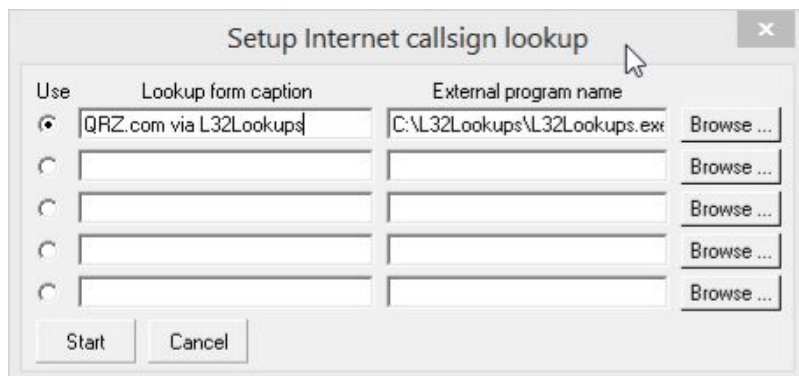 Setup Internet callsign lookup
x
Use Lookup form caption External program name
QRZ.com via L32Lookups C:\L32Lookups\L32Lookups.exe Browse ...
Browse ...
Browse ...
Browse ...
Browse ...
Start Cancel